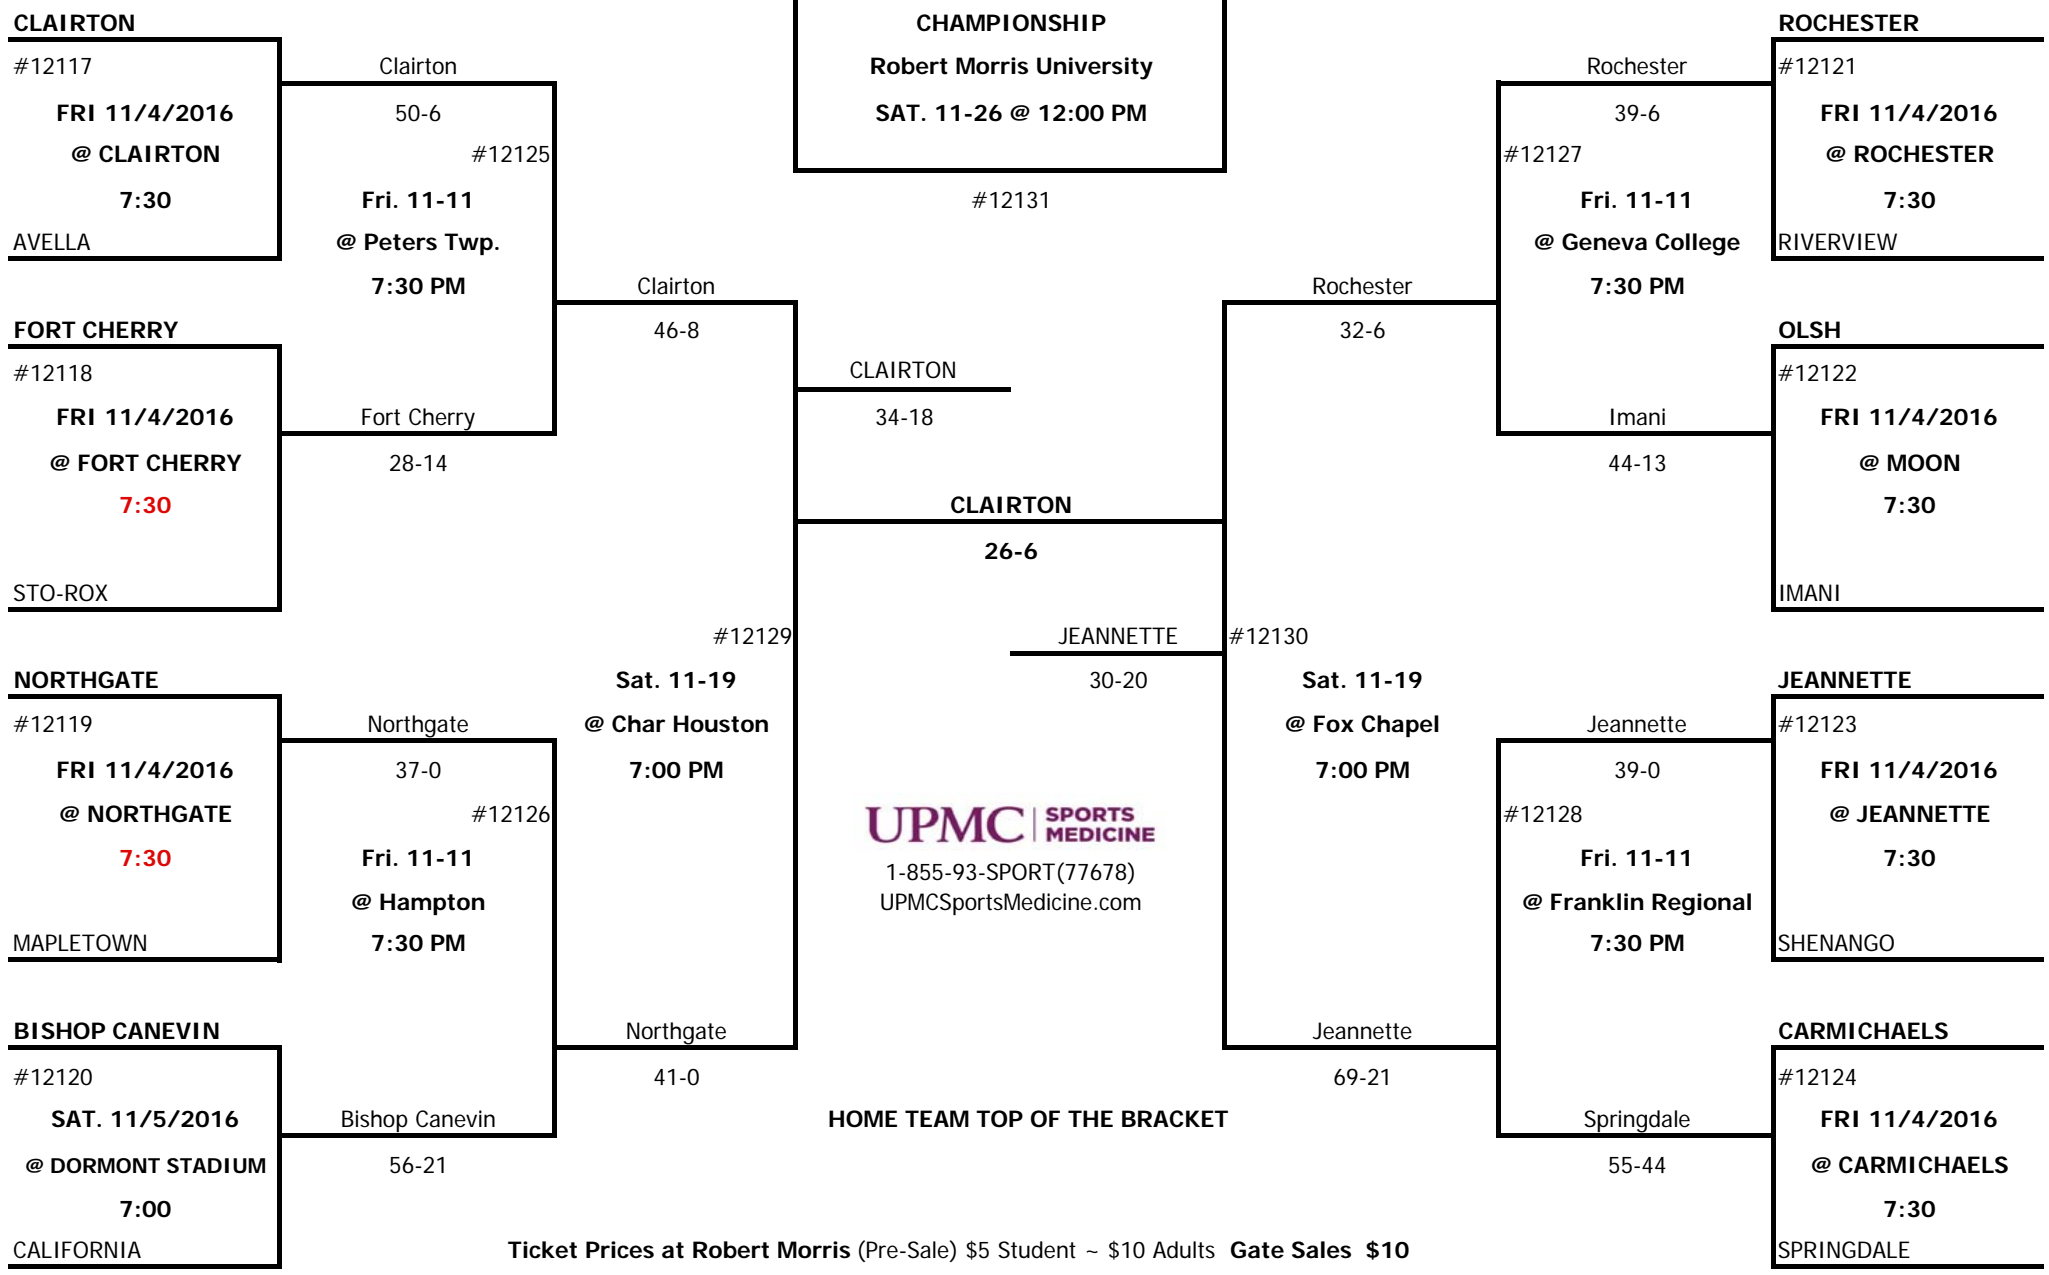 CLAIRTON
#12117
FRI 11/4/2016
@ CLAIRTON
7:30
AVELLA
FORT CHERRY
#12118
FRI 11/4/2016
@ FORT CHERRY
7:30
STO-ROX
NORTHGATE
#12119
FRI 11/4/2016
@ NORTHGATE
7:30
MAPLETOWN
BISHOP CANEVIN
#12120
SAT. 11/5/2016
@ DORMONT STADIUM
7:00
CALIFORNIA
Clairton
50-6
#12125
Fri. 11-11
@ Peters Twp.
7:30 PM
Fort Cherry
28-14
Northgate
37-0
#12126
Fri. 11-11
@ Hampton
7:30 PM
Bishop Canevin
56-21
Clairton
46-8
#12129
Sat. 11-19
@ Char Houston
7:00 PM
Northgate
41-0
CHAMPIONSHIP
Robert Morris University
SAT. 11-26 @ 12:00 PM
#12131
CLAIRTON
34-18
CLAIRTON
26-6
JEANNETTE
30-20
UPMC SPORTS MEDICINE
1-855-93-SPORT(77678)
UPMCSportsMedicine.com
HOME TEAM TOP OF THE BRACKET
Ticket Prices at Robert Morris (Pre-Sale) $5 Student ~ $10 Adults Gate Sales $10
Rochester
32-6
#12130
Sat. 11-19
@ Fox Chapel
7:00 PM
Jeannette
69-21
Rochester
39-6
#12127
Fri. 11-11
@ Geneva College
7:30 PM
Imani
44-13
Jeannette
39-0
#12128
Fri. 11-11
@ Franklin Regional
7:30 PM
Springdale
55-44
ROCHESTER
#12121
FRI 11/4/2016
@ ROCHESTER
7:30
RIVERVIEW
OLSH
#12122
FRI 11/4/2016
@ MOON
7:30
IMANI
JEANNETTE
#12123
FRI 11/4/2016
@ JEANNETTE
7:30
SHENANGO
CARMICHAELS
#12124
FRI 11/4/2016
@ CARMICHAELS
7:30
SPRINGDALE